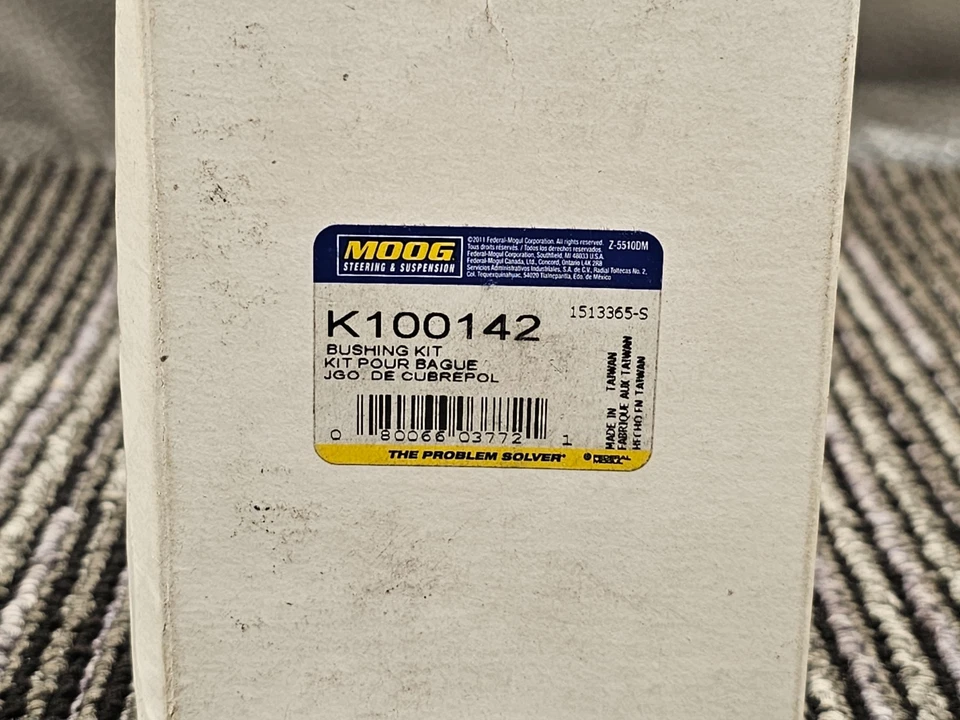 MOOG
STEERING & SUSPENSION
©2011 Federal-Mogul Corporation. All rights reserved.
Tous droits réservés. / Todos los derechos reservados.
Federal-Mogul Corporation, Southfield, MI 48033 U.S.A.
Federal-Mogul Canada, Ltd., Concord, Ontario L4K 2R8
Servicios Administrativos Industriales, S.A. de C.V., Radial Toltecas No. 2,
Col. Tequexquinahuac, 54020 Tlalnepantla, Edo. de México
Z-5510DM
1513365-S
K100142
BUSHING KIT
KIT POUR BAGUE
JGO. DE CUBREPOL
0 80066 03772 1
MADE IN TAIWAN
FABRIQUE AUX TAIWAN
HECHO EN TAIWAN
THE PROBLEM SOLVER®
FEDERAL
MOGUL